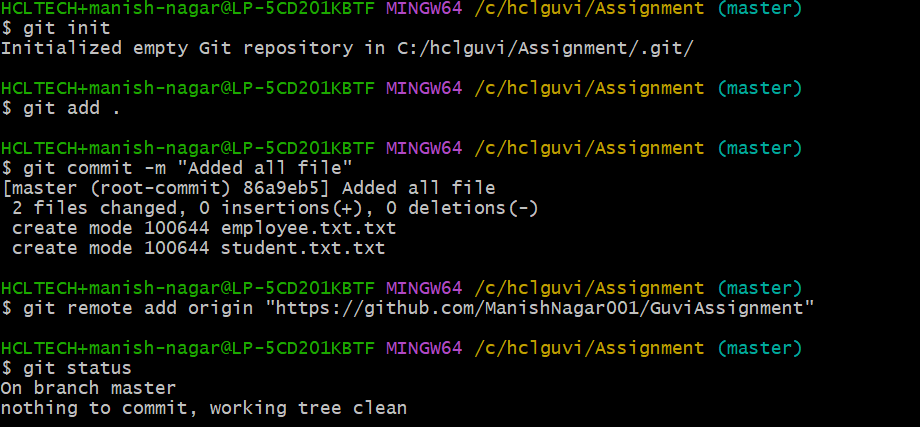 HCLTECH+manish-nagar@LP-5CD201KBTF MINGW64 /c/hclguvi/Assignment (master)
$ git init
Initialized empty Git repository in C:/hclguvi/Assignment/.git/
HCLTECH+manish-nagar@LP-5CD201KBTF MINGW64 /c/hclguvi/Assignment (master)
$ git add .
HCLTECH+manish-nagar@LP-5CD201KBTF MINGW64 /c/hclguvi/Assignment (master)
$ git commit -m "Added all file"
[master (root-commit) 86a9eb5] Added all file
 2 files changed, 0 insertions(+), 0 deletions(-)
 create mode 100644 employee.txt.txt
 create mode 100644 student.txt.txt
HCLTECH+manish-nagar@LP-5CD201KBTF MINGW64 /c/hclguvi/Assignment (master)
$ git remote add origin "https://github.com/ManishNagar001/GuviAssignment"
HCLTECH+manish-nagar@LP-5CD201KBTF MINGW64 /c/hclguvi/Assignment (master)
$ git status
On branch master
nothing to commit, working tree clean